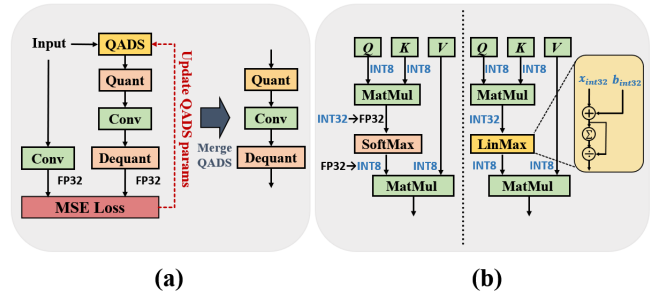 Input
QADS
Quant
Conv
Conv
Dequant
FP32
FP32
MSE Loss
Update QADS params
Merge
QADS
Quant
Conv
Dequant
(a)
Q
K
V
INT8
INT8
MatMul
INT32→FP32
SoftMax
FP32→INT8
INT8
MatMul
Q
K
V
INT8
INT8
MatMul
INT32
LinMax
INT8
INT8
MatMul
x_int32
b_int32
+
Σ
÷
(b)